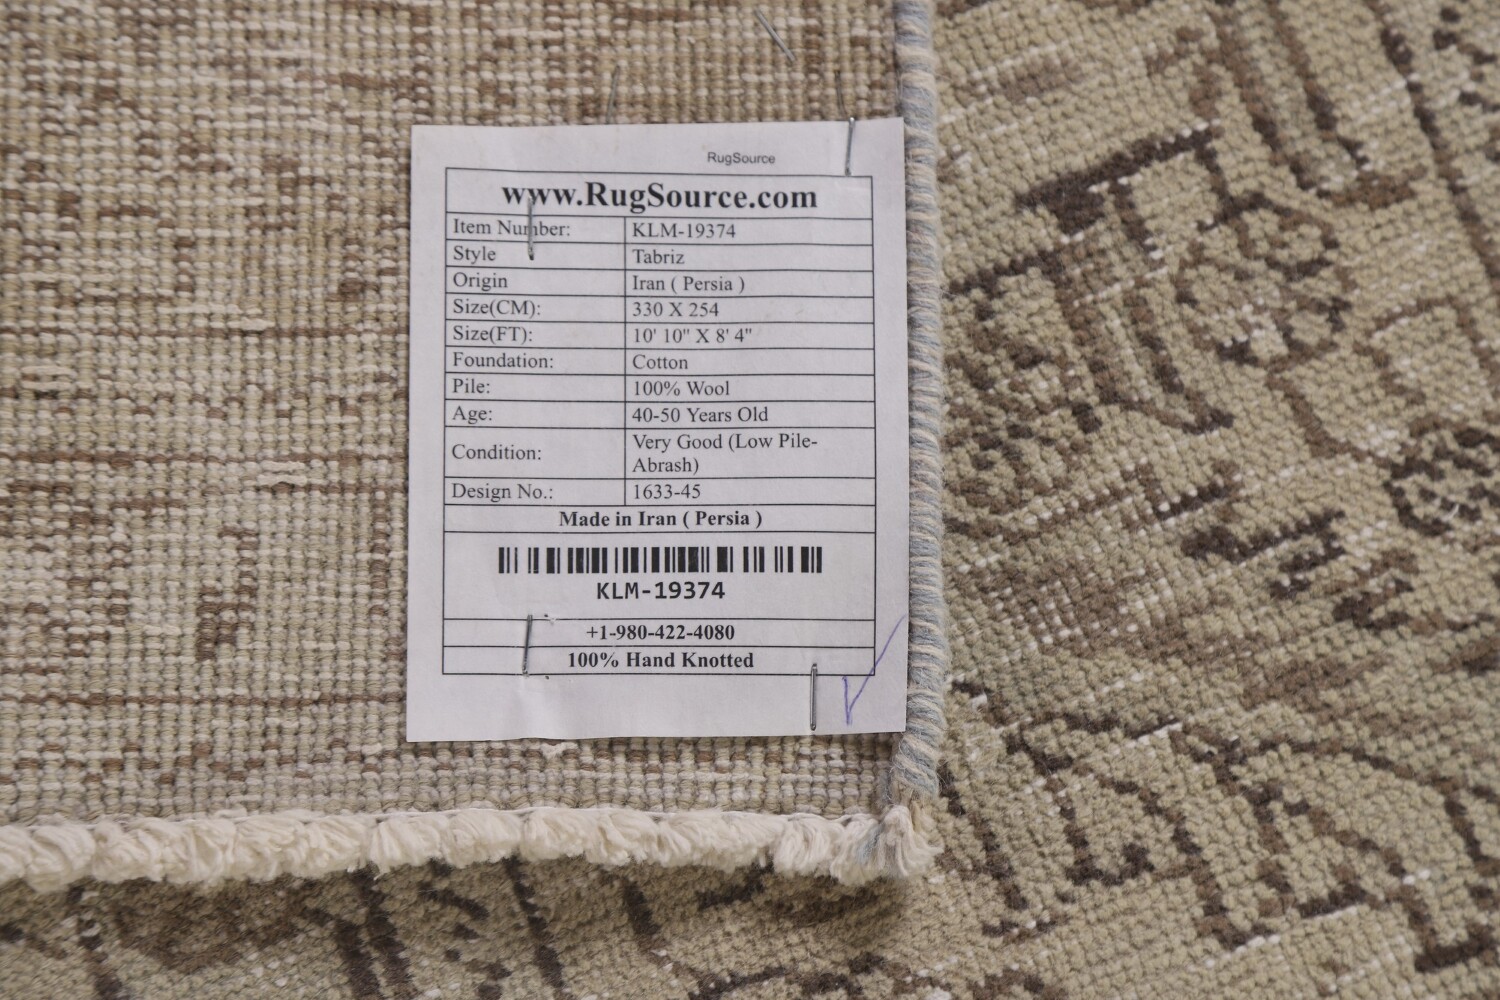 RugSource
www.RugSource.com
Item Number: KLM-19374
Style Tabriz
Origin Iran ( Persia )
Size(CM): 330 X 254
Size(FT): 10' 10" X 8' 4"
Foundation: Cotton
Pile: 100% Wool
Age: 40-50 Years Old
Condition: Very Good (Low Pile-
Abrash)
Design No.: 1633-45
Made in Iran ( Persia )
KLM-19374
+1-980-422-4080
100% Hand Knotted